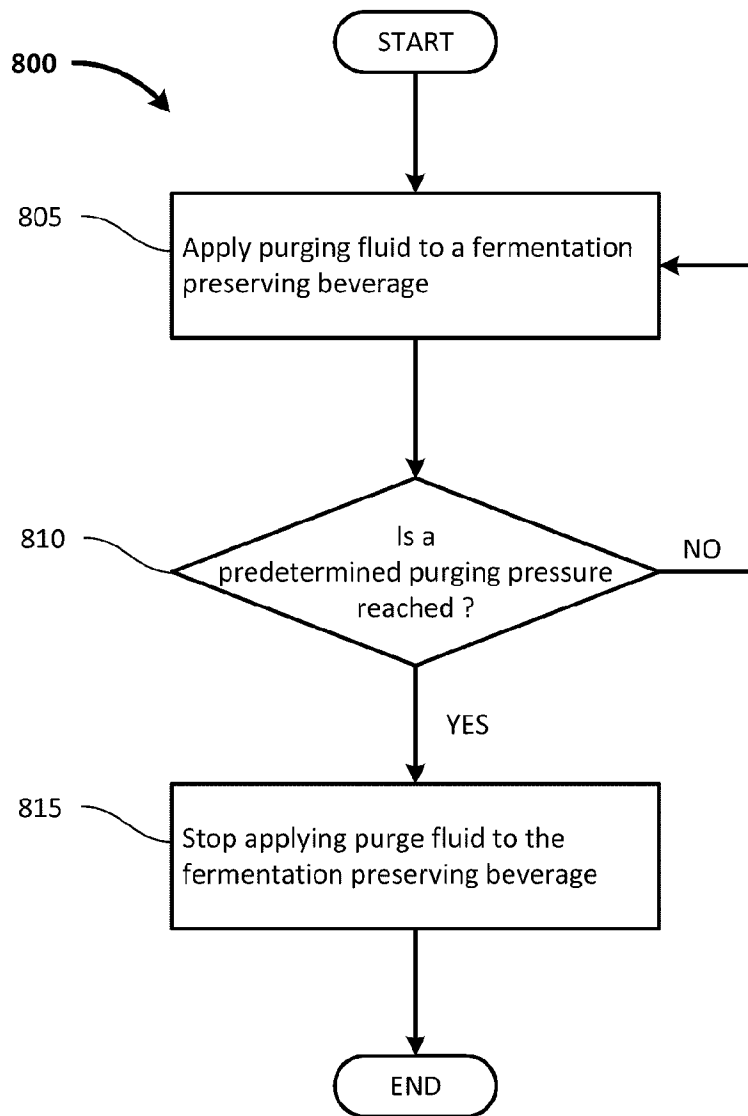 START
800
805
Apply purging fluid to a fermentation
preserving beverage
810
Is a
predetermined purging pressure
reached ?
NO
YES
815
Stop applying purge fluid to the
fermentation preserving beverage
END